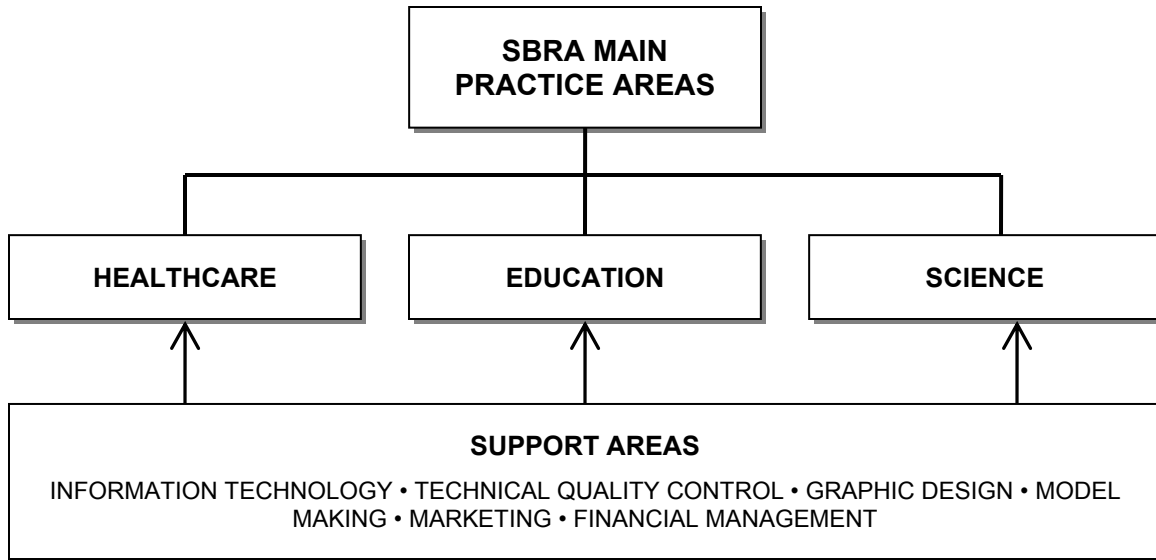 SBRA MAIN
PRACTICE AREAS
HEALTHCARE
EDUCATION
SCIENCE
SUPPORT AREAS
INFORMATION TECHNOLOGY • TECHNICAL QUALITY CONTROL • GRAPHIC DESIGN • MODEL
MAKING • MARKETING • FINANCIAL MANAGEMENT